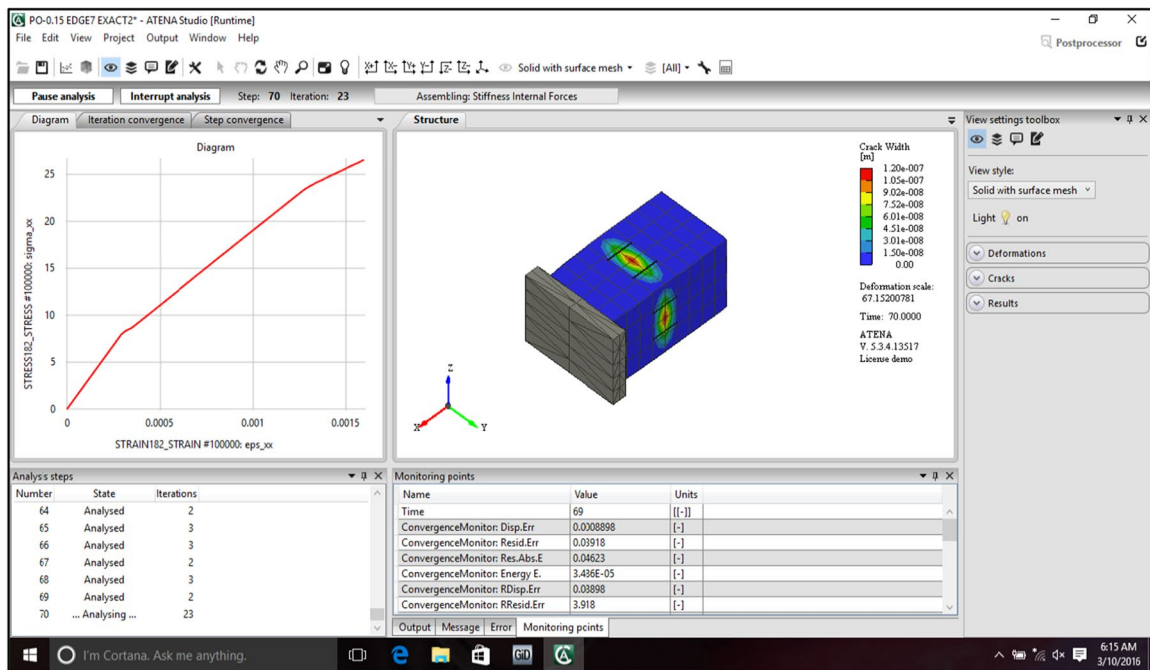 PO-0.15 EDGE7 EXACT2* - ATENA Studio [Runtime]
File Edit View Project Output Window Help
Postprocessor
Solid with surface mesh
[All]
Pause analysis Interrupt analysis Step: 70 Iteration: 23 Assembling: Stiffness Internal Forces
Diagram Iteration convergence Step convergence
Diagram
25
20
15
10
5
0
0 0.0005 0.001 0.0015
STRESS182_STRESS #100000: sigma_xx
STRAIN182_STRAIN #100000: eps_xx
Structure
Crack Width
[m]
1.20e-007
1.05e-007
9.02e-008
7.52e-008
6.01e-008
4.51e-008
3.01e-008
1.50e-008
0.00
Deformation scale:
67.15200781
Time: 70.0000
ATENA
V. 5.3.4.13517
License demo
Z
X
Y
View settings toolbox
View style:
Solid with surface mesh
Light on
Deformations
Cracks
Results
Analysis steps
Number State Iterations
64 Analysed 2
65 Analysed 3
66 Analysed 3
67 Analysed 2
68 Analysed 3
69 Analysed 2
70 ... Analysing ... 23
Monitoring points
Name Value Units
Time 69 [[-]]
ConvergenceMonitor: Disp.Err 0.0008898 [-]
ConvergenceMonitor: Resid.Err 0.03918 [-]
ConvergenceMonitor: Res.Abs.E 0.04623 [-]
ConvergenceMonitor: Energy E. 3.436E-05 [-]
ConvergenceMonitor: RDisp.Err 0.03898 [-]
ConvergenceMonitor: RResid.Err 3.918 [-]
Output Message Error Monitoring points
I'm Cortana. Ask me anything.
GiD
6:15 AM
3/10/2016